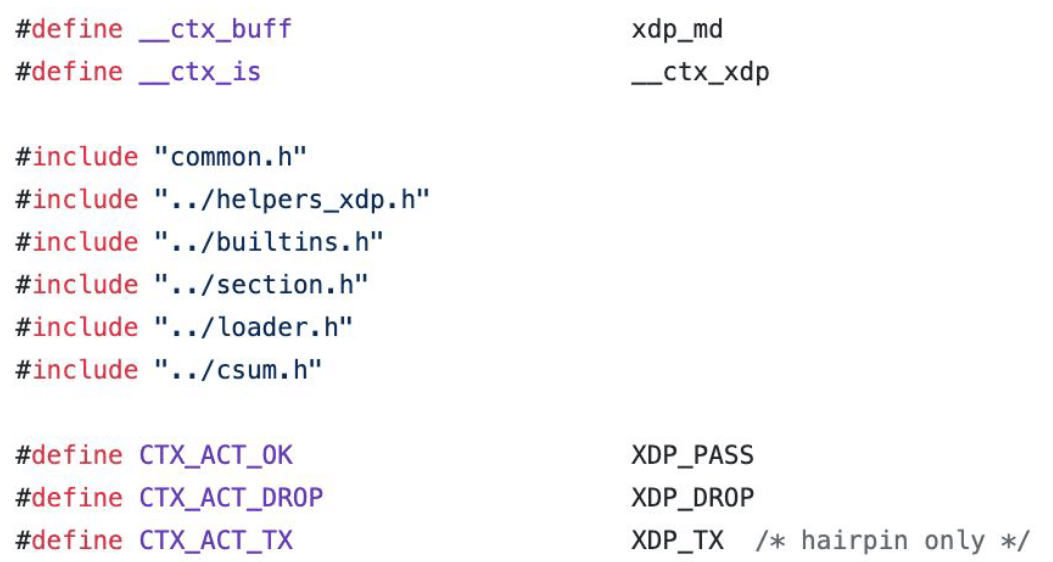 #define __ctx_buff xdp_md
#define __ctx_is __ctx_xdp
#include "common.h"
#include "../helpers_xdp.h"
#include "../builtins.h"
#include "../section.h"
#include "../loader.h"
#include "../csum.h"
#define CTX_ACT_OK XDP_PASS
#define CTX_ACT_DROP XDP_DROP
#define CTX_ACT_TX XDP_TX /* hairpin only */